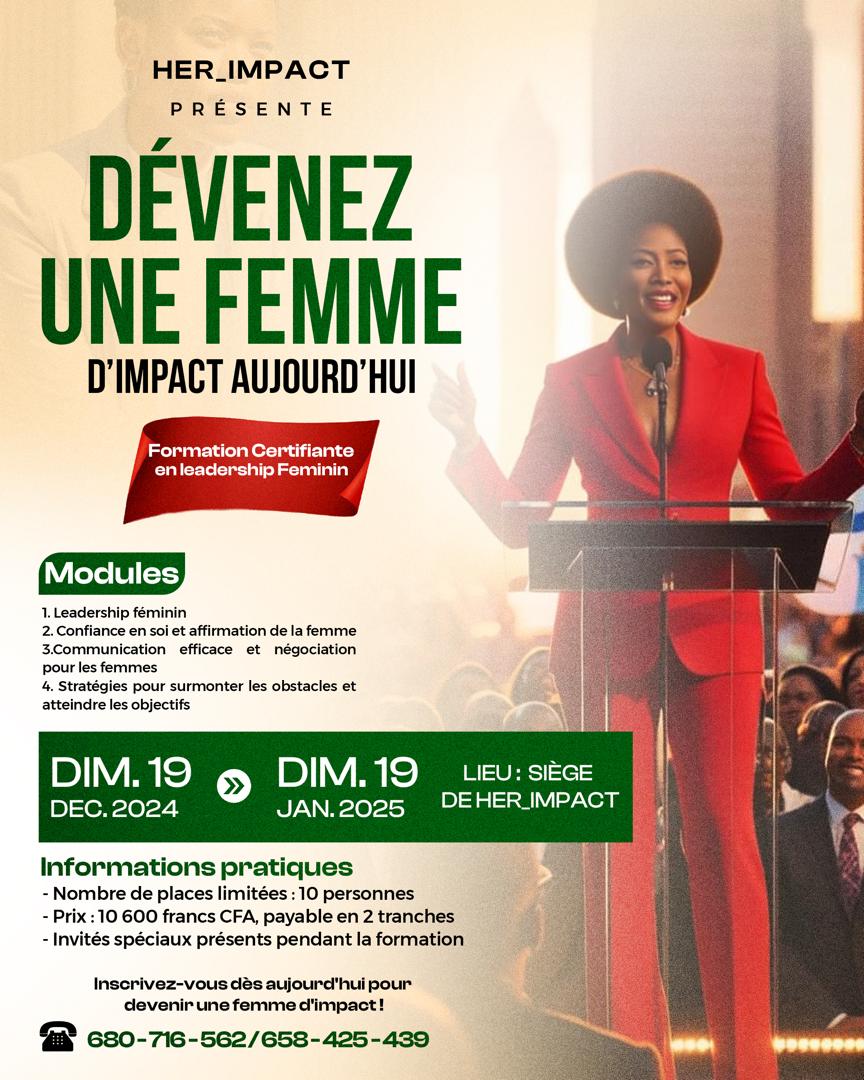 HER_IMPACT
PRÉSENTE
DÉVENEZ
UNE FEMME
D'IMPACT AUJOURD'HUI
Formation Certifiante
en leadership Feminin
Modules
1. Leadership féminin
2. Confiance en soi et affirmation de la femme
3.Communication efficace et négociation
pour les femmes
4. Stratégies pour surmonter les obstacles et
atteindre les objectifs
DIM. 19
DEC. 2024
DIM. 19
JAN. 2025
LIEU : SIÈGE
DE HER_IMPACT
Informations pratiques
- Nombre de places limitées : 10 personnes
- Prix : 10 600 francs CFA, payable en 2 tranches
- Invités spéciaux présents pendant la formation
Inscrivez-vous dès aujourd'hui pour
devenir une femme d'impact !
680-716-562/658-425-439